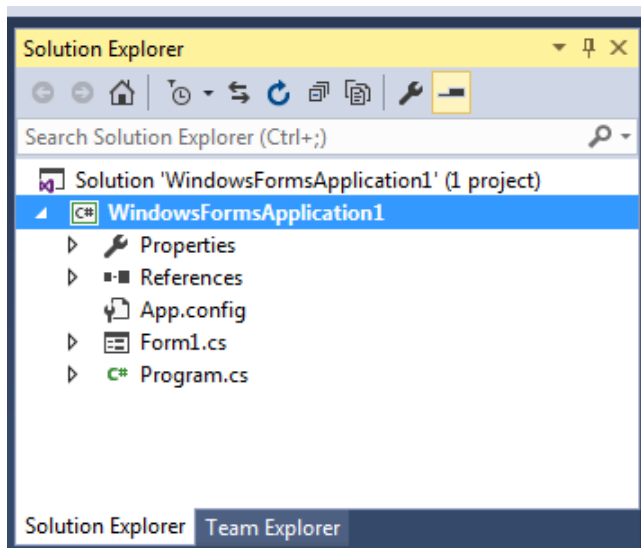 Solution Explorer
Search Solution Explorer (Ctrl+;)
Solution 'WindowsFormsApplication1' (1 project)
C# WindowsFormsApplication1
Properties
References
App.config
Form1.cs
C# Program.cs
Solution Explorer Team Explorer